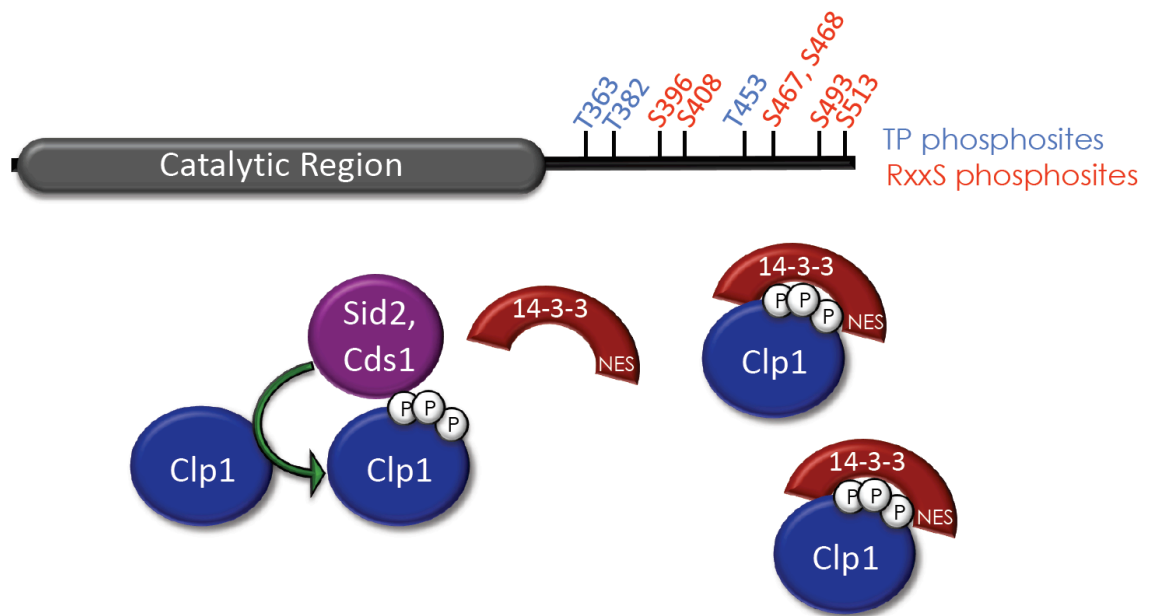 T363
T382
S396
S408
T453
S467, S468
S493
S513
Catalytic Region
TP phosphosites
RxxS phosphosites
Sid2,
Cds1
14-3-3
NES
P
P
P
Clp1
Clp1
14-3-3
P
P
P
NES
Clp1
14-3-3
P
P
P
NES
Clp1